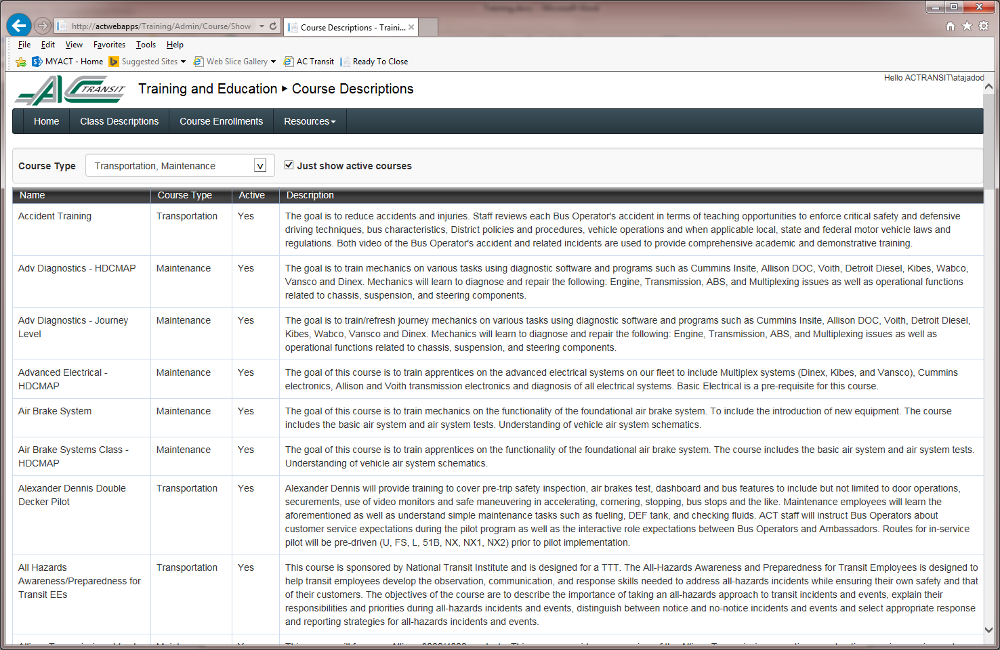 Training.docx - Microsoft Word
http://actwebapps/Training/Admin/Course/Show
Course Descriptions - Traini...
File Edit View Favorites Tools Help
MYACT - Home Suggested Sites Web Slice Gallery AC Transit Ready To Close
Hello ACTRANSIT\atajadod
AC TRANSIT Training and Education ▸ Course Descriptions
Home Class Descriptions Course Enrollments Resources
Course Type Transportation, Maintenance V Just show active courses
Name Course Type Active Description
Accident Training Transportation Yes The goal is to reduce accidents and injuries. Staff reviews each Bus Operator's accident in terms of teaching opportunities to enforce critical safety and defensive
driving techniques, bus characteristics, District policies and procedures, vehicle operations and when applicable local, state and federal motor vehicle laws and
regulations. Both video of the Bus Operator's accident and related incidents are used to provide comprehensive academic and demonstrative training.
Adv Diagnostics - HDCMAP Maintenance Yes The goal is to train mechanics on various tasks using diagnostic software and programs such as Cummins Insite, Allison DOC, Voith, Detroit Diesel, Kibes, Wabco,
Vansco and Dinex. Mechanics will learn to diagnose and repair the following: Engine, Transmission, ABS, and Multiplexing issues as well as operational functions
related to chassis, suspension, and steering components.
Adv Diagnostics - Journey Maintenance Yes The goal is to train/refresh journey mechanics on various tasks using diagnostic software and programs such as Cummins Insite, Allison DOC, Voith, Detroit Diesel,
Level Kibes, Wabco, Vansco and Dinex. Mechanics will learn to diagnose and repair the following: Engine, Transmission, ABS, and Multiplexing issues as well as
operational functions related to chassis, suspension, and steering components.
Advanced Electrical - Maintenance Yes The goal of this course is to train apprentices on the advanced electrical systems on our fleet to include Multiplex systems (Dinex, Kibes, and Vansco), Cummins
HDCMAP electronics, Allison and Voith transmission electronics and diagnosis of all electrical systems. Basic Electrical is a pre-requisite for this course.
Air Brake System Maintenance Yes The goal of this course is to train mechanics on the functionality of the foundational air brake system. To include the introduction of new equipment. The course
includes the basic air system and air system tests. Understanding of vehicle air system schematics.
Air Brake Systems Class - Maintenance Yes The goal of this course is to train apprentices on the functionality of the foundational air brake system. The course includes the basic air system and air system tests.
HDCMAP Understanding of vehicle air system schematics.
Alexander Dennis Double Transportation Yes Alexander Dennis will provide training to cover pre-trip safety inspection, air brakes test, dashboard and bus features to include but not limited to door operations,
Decker Pilot securements, use of video monitors and safe maneuvering in accelerating, cornering, stopping, bus stops and the like. Maintenance employees will learn the
aforementioned as well as understand simple maintenance tasks such as fueling, DEF tank, and checking fluids. ACT staff will instruct Bus Operators about
customer service expectations during the pilot program as well as the interactive role expectations between Bus Operators and Ambassadors. Routes for in-service
pilot will be pre-driven (U, FS, L, 51B, NX, NX1, NX2) prior to pilot implementation.
All Hazards Transportation Yes This course is sponsored by National Transit Institute and is designed for a TTT. The All-Hazards Awareness and Preparedness for Transit Employees is designed to
Awareness/Preparedness for help transit employees develop the observation, communication, and response skills needed to address all-hazards incidents while ensuring their own safety and that
Transit EEs of their customers. The objectives of the course are to describe the importance of taking an all-hazards approach to transit incidents and events, explain their
responsibilities and priorities during all-hazards incidents and events, distinguish between notice and no-notice incidents and events and select appropriate response
and reporting strategies for all-hazards incidents and events.